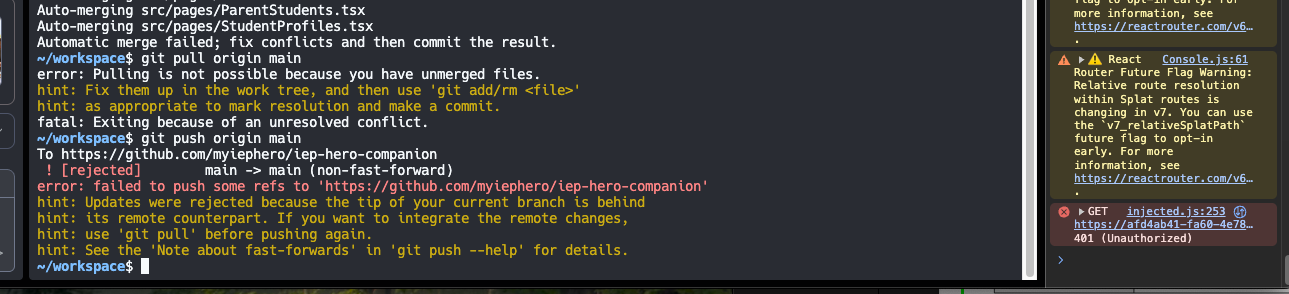 Auto-merging src/pages/ParentStudents.tsx
Auto-merging src/pages/StudentProfiles.tsx
Automatic merge failed; fix conflicts and then commit the result.
~/workspace$ git pull origin main
error: Pulling is not possible because you have unmerged files.
hint: Fix them up in the work tree, and then use 'git add/rm <file>'
hint: as appropriate to mark resolution and make a commit.
fatal: Exiting because of an unresolved conflict.
~/workspace$ git push origin main
To https://github.com/myiephero/iep-hero-companion
 ! [rejected]        main -> main (non-fast-forward)
error: failed to push some refs to 'https://github.com/myiephero/iep-hero-companion'
hint: Updates were rejected because the tip of your current branch is behind
hint: its remote counterpart. If you want to integrate the remote changes,
hint: use 'git pull' before pushing again.
hint: See the 'Note about fast-forwards' in 'git push --help' for details.
~/workspace$
flag to opt-in early. For
more information, see
https://reactrouter.com/v6…
.
React Console.js:61
Router Future Flag Warning:
Relative route resolution
within Splat routes is
changing in v7. You can use
the `v7_relativeSplatPath`
future flag to opt-in
early. For more
information, see
https://reactrouter.com/v6…
.
GET injected.js:253
https://afd4ab41-fa60-4e78…
401 (Unauthorized)